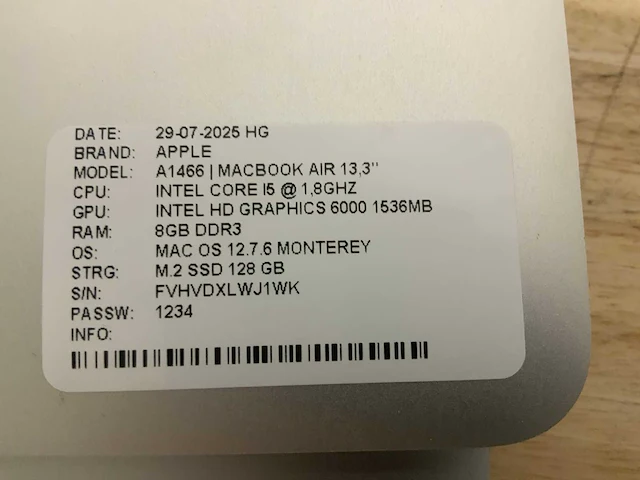 DATE: 29-07-2025 HG
BRAND: APPLE
MODEL: A1466 | MACBOOK AIR 13,3"
CPU: INTEL CORE I5 @ 1,8GHZ
GPU: INTEL HD GRAPHICS 6000 1536MB
RAM: 8GB DDR3
OS: MAC OS 12.7.6 MONTEREY
STRG: M.2 SSD 128 GB
S/N: FVHVDXLWJ1WK
PASSW: 1234
INFO: